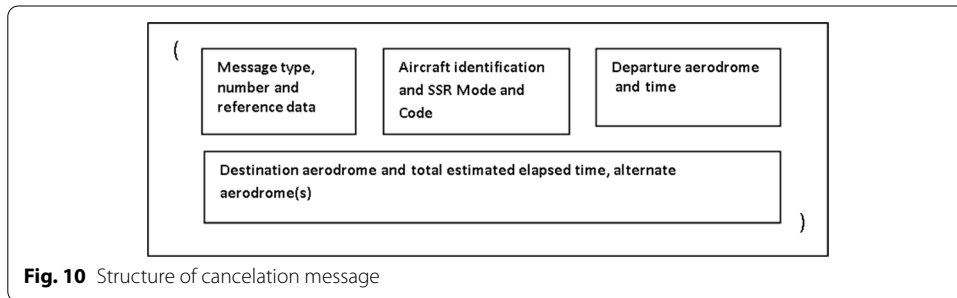 (
Message type,
number and
reference data
Aircraft identification
and SSR Mode and
Code
Departure aerodrome
and time
Destination aerodrome and total estimated elapsed time, alternate
aerodrome(s)
)
Fig. 10 Structure of cancelation message